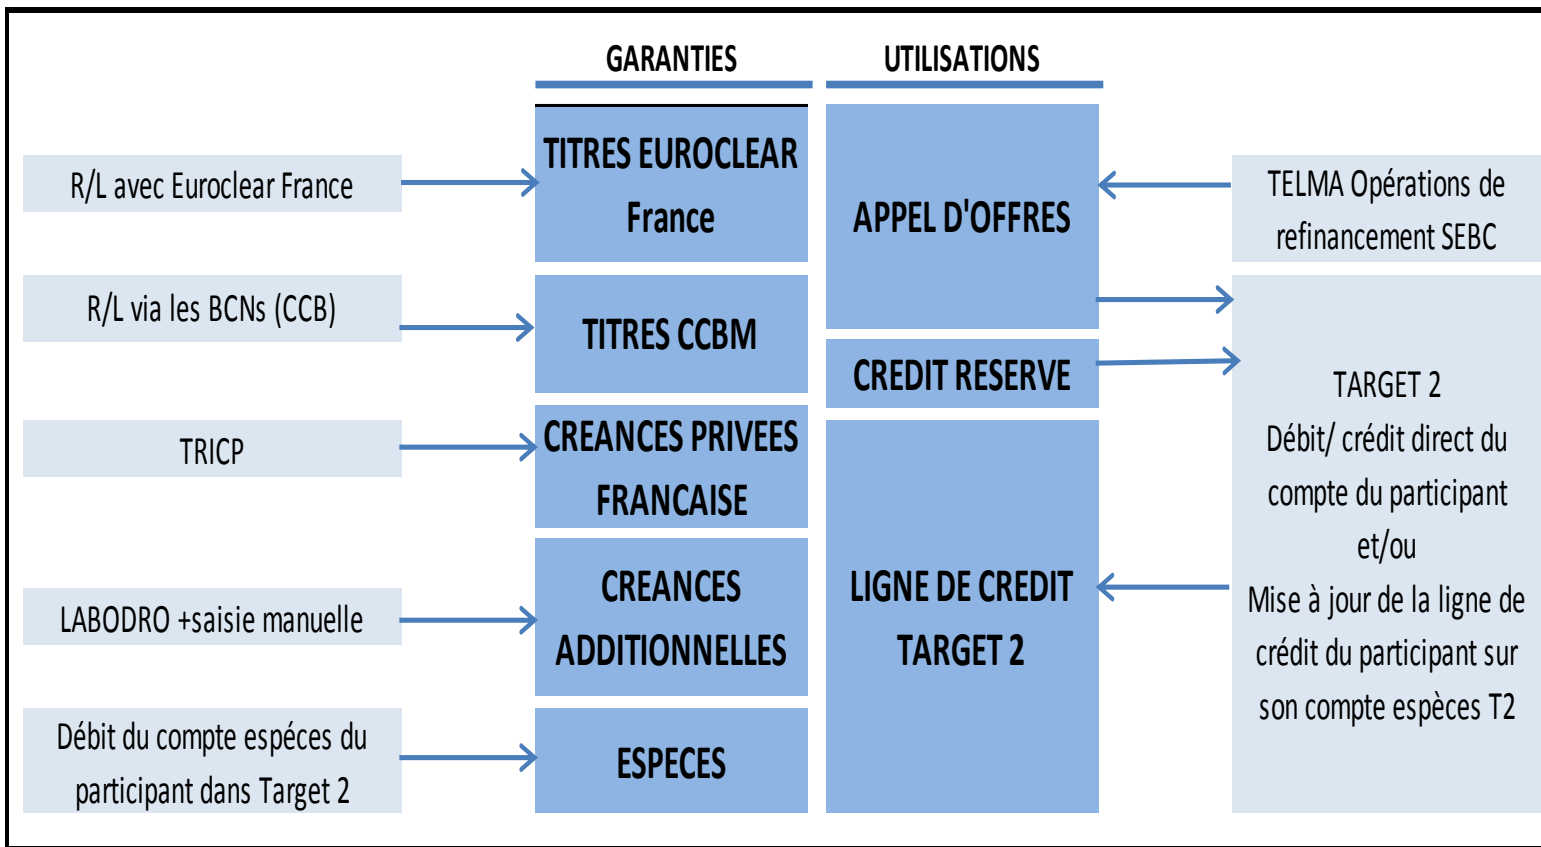 GARANTIES
UTILISATIONS
R/L avec Euroclear France
R/L via les BCNs (CCB)
TRICP
LABODRO +saisie manuelle
Débit du compte espéces du
participant dans Target 2
TITRES EUROCLEAR
France
TITRES CCBM
CREANCES PRIVEES
FRANCAISE
CREANCES
ADDITIONNELLES
ESPECES
APPEL D'OFFRES
CREDIT RESERVE
LIGNE DE CREDIT
TARGET 2
TELMA Opérations de
refinancement SEBC
TARGET 2
Débit/ crédit direct du
compte du participant
et/ou
Mise à jour de la ligne de
crédit du participant sur
son compte espèces T2